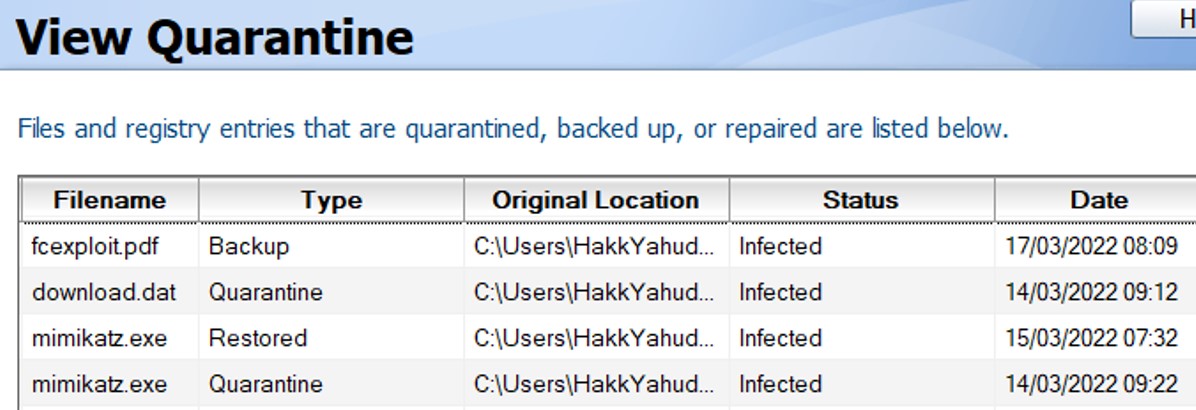 View Quarantine
H
Files and registry entries that are quarantined, backed up, or repaired are listed below.
Filename Type Original Location Status Date
fcexploit.pdf Backup C:\Users\HakkYahud... Infected 17/03/2022 08:09
download.dat Quarantine C:\Users\HakkYahud... Infected 14/03/2022 09:12
mimikatz.exe Restored C:\Users\HakkYahud... Infected 15/03/2022 07:32
mimikatz.exe Quarantine C:\Users\HakkYahud... Infected 14/03/2022 09:22